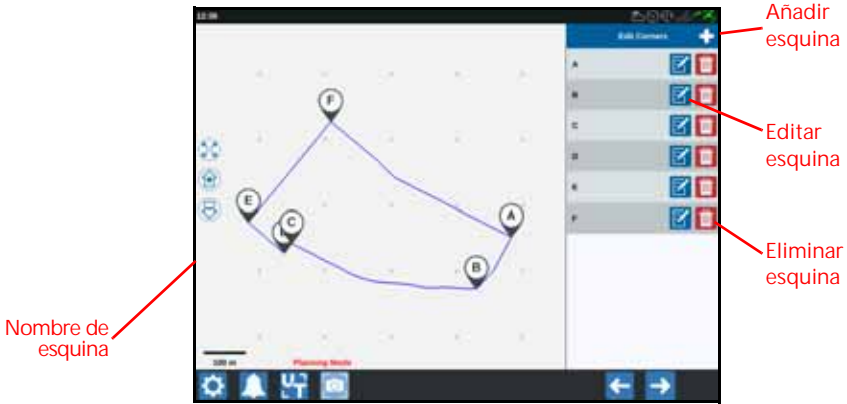 Añadir
esquina
12:36
Edit Corners
A
B
C
D
E
F
Editar
esquina
Eliminar
esquina
Nombre de
esquina
F
E
C
A
B
100 m
Planning Mode